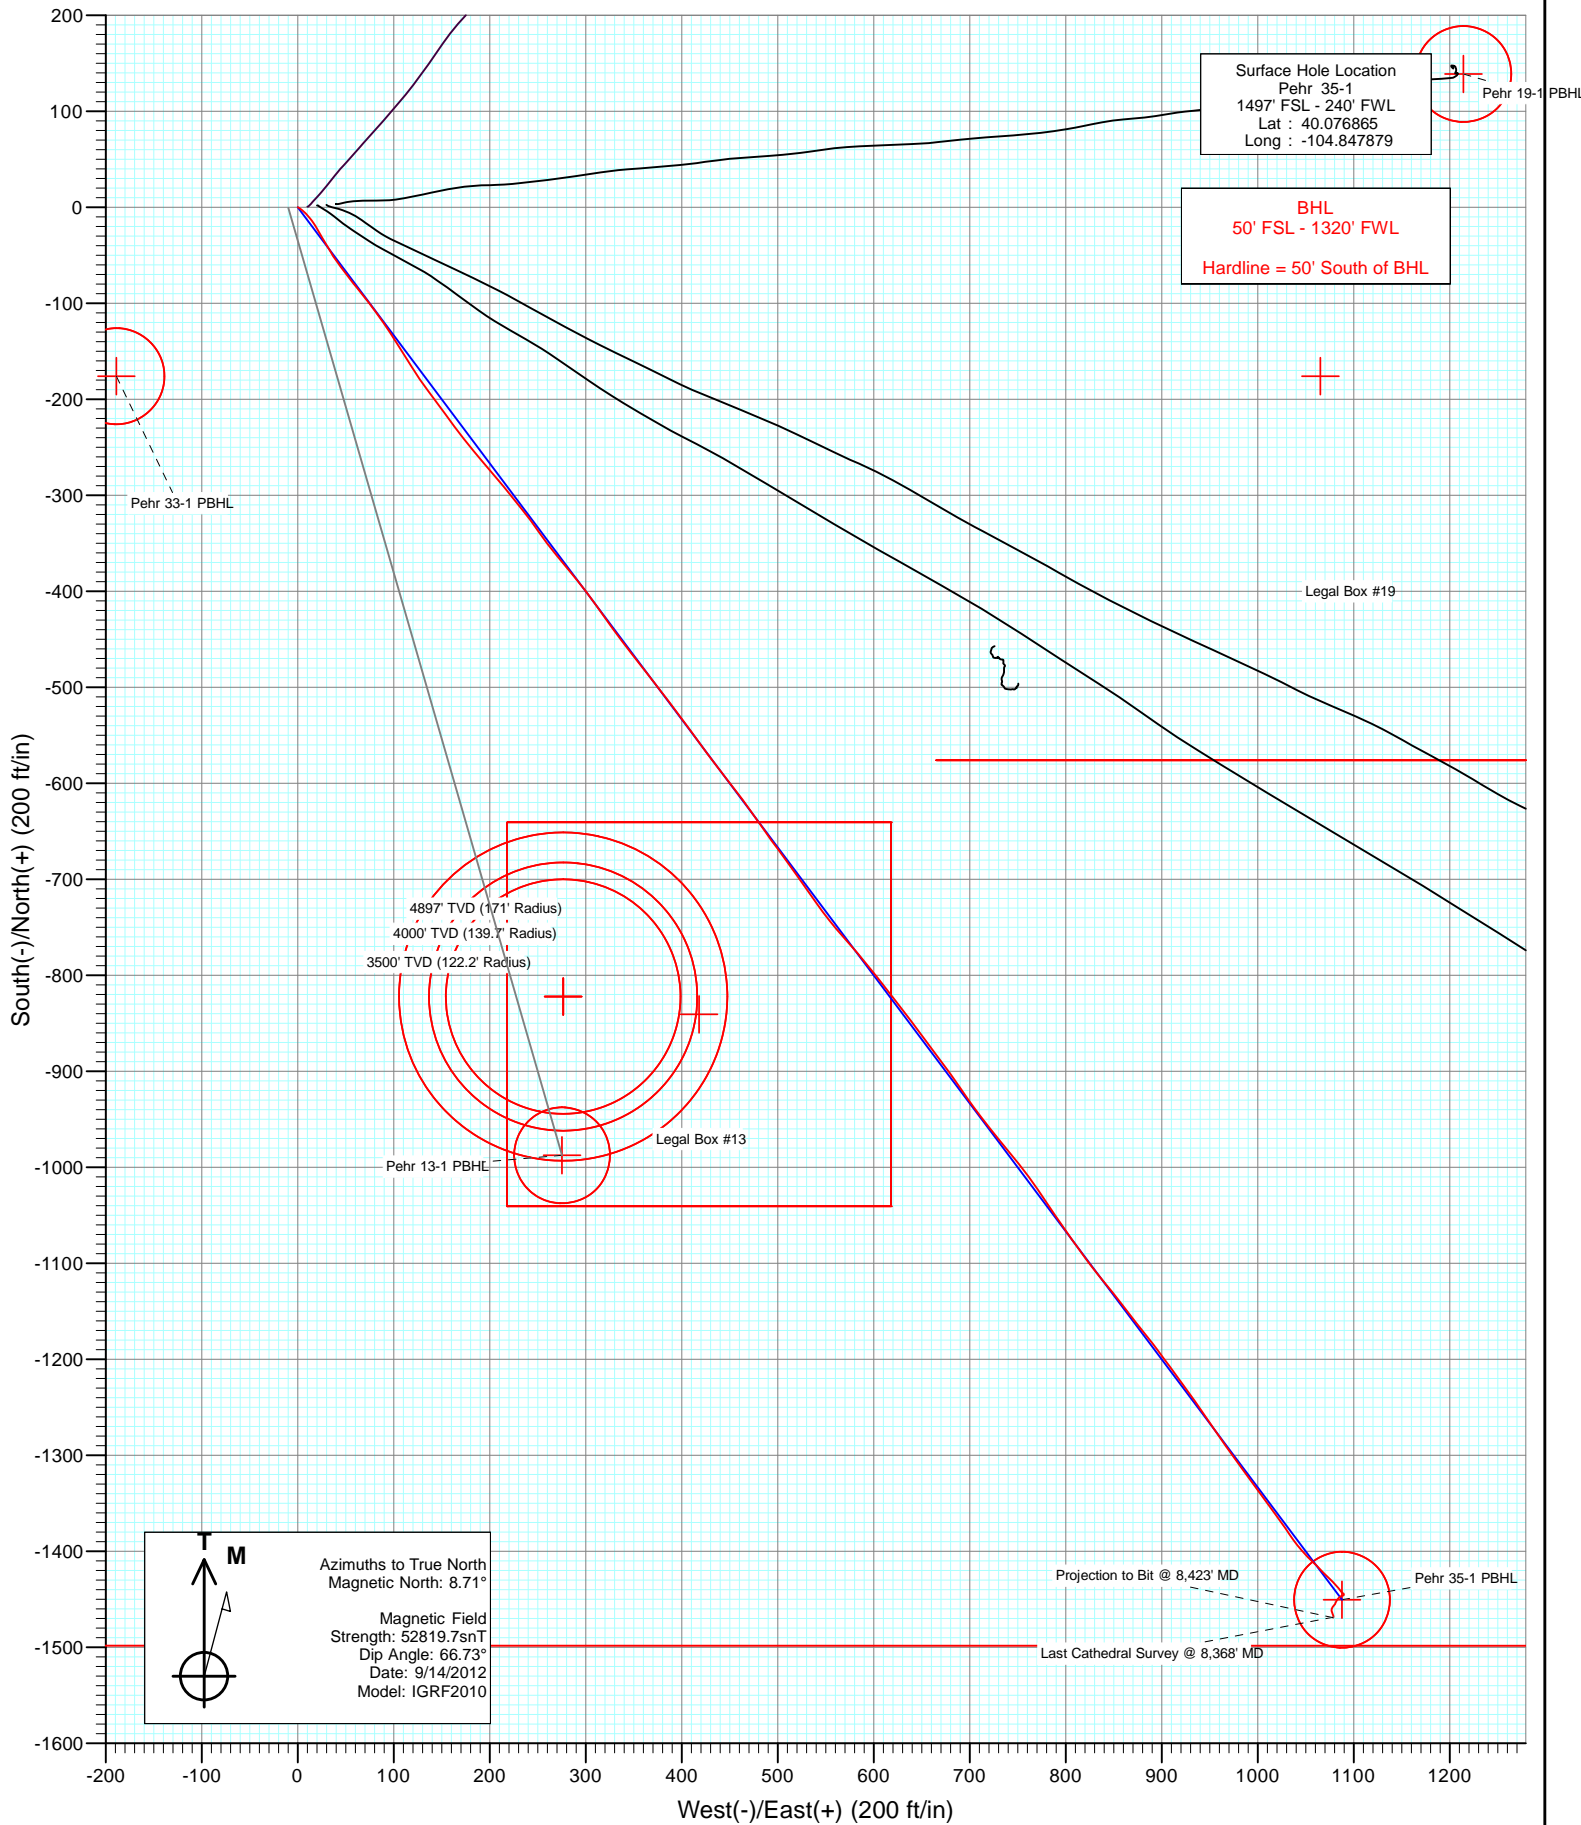 200
100
0
-100
-200
-300
-400
-500
-600
-700
-800
-900
-1000
-1100
-1200
-1300
-1400
-1500
-1600
South(-)/North(+) (200 ft/in)
Surface Hole Location
Pehr 35-1
1497' FSL - 240' FWL
Lat : 40.076865
Long : -104.847879
Pehr 19-1 PBHL
BHL
50' FSL - 1320' FWL
Hardline = 50' South of BHL
Pehr 33-1 PBHL
Legal Box #19
4897' TVD (171' Radius)
4000' TVD (139.7' Radius)
3500' TVD (122.2' Radius)
Legal Box #13
Pehr 13-1 PBHL
Projection to Bit @ 8,423' MD
Pehr 35-1 PBHL
Last Cathedral Survey @ 8,368' MD
T
M
Azimuths to True North
Magnetic North: 8.71°
Magnetic Field
Strength: 52819.7snT
Dip Angle: 66.73°
Date: 9/14/2012
Model: IGRF2010
-200 -100 0 100 200 300 400 500 600 700 800 900 1000 1100 1200
West(-)/East(+) (200 ft/in)